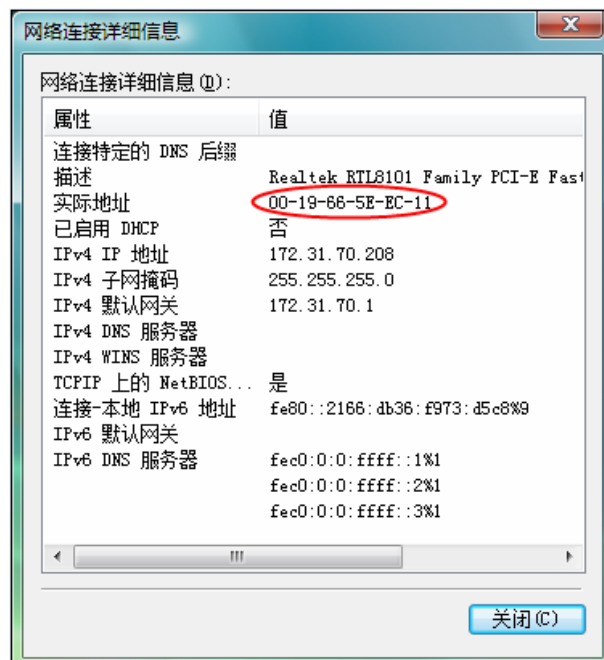 网络连接详细信息
网络连接详细信息(D):
属性 值
连接特定的 DNS 后缀
描述 Realtek RTL8101 Family PCI-E Fast
实际地址 00-19-66-5E-EC-11
已启用 DHCP 否
IPv4 IP 地址 172.31.70.208
IPv4 子网掩码 255.255.255.0
IPv4 默认网关 172.31.70.1
IPv4 DNS 服务器
IPv4 WINS 服务器
TCPIP 上的 NetBIOS... 是
连接-本地 IPv6 地址 fe80::2166:db36:f973:d5c8%9
IPv6 默认网关
IPv6 DNS 服务器 fec0:0:0:ffff::1%1
fec0:0:0:ffff::2%1
fec0:0:0:ffff::3%1
关闭(C)